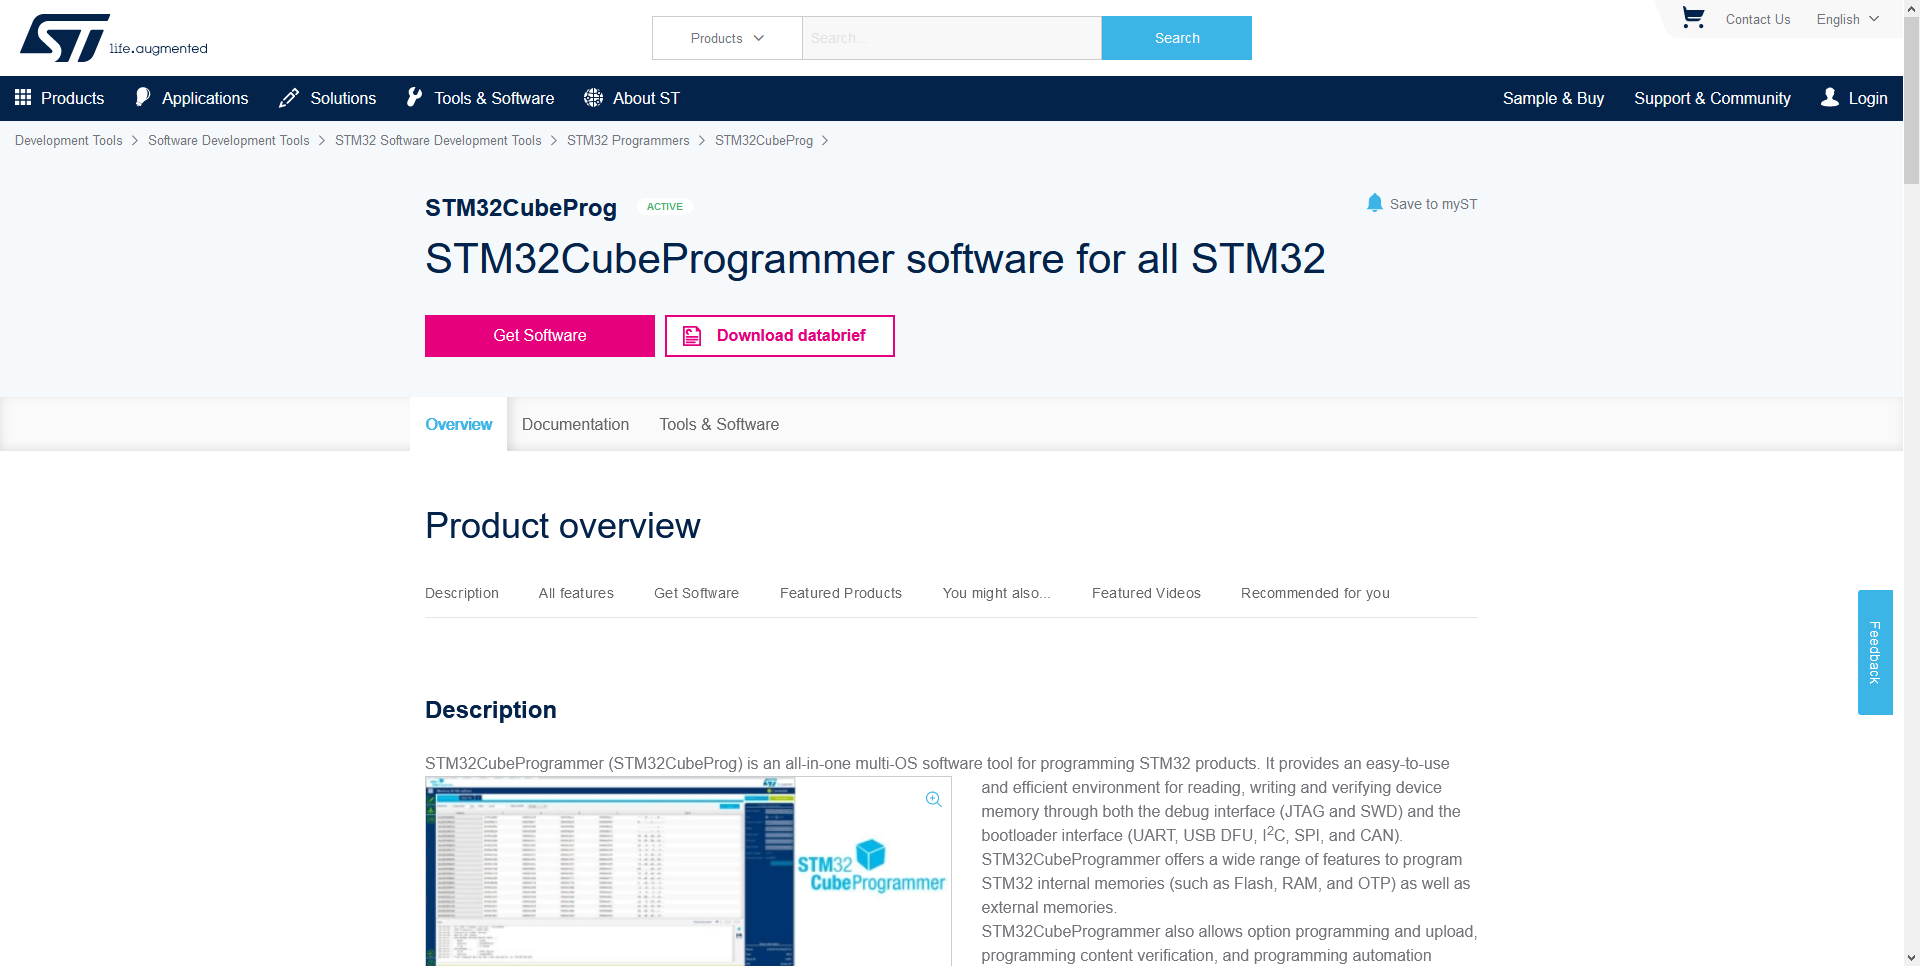 ST life.augmented
Products
Search...
Search
Contact Us
English
Products
Applications
Solutions
Tools & Software
About ST
Sample & Buy
Support & Community
Login
Development Tools
Software Development Tools
STM32 Software Development Tools
STM32 Programmers
STM32CubeProg
STM32CubeProg
ACTIVE
Save to myST
STM32CubeProgrammer software for all STM32
Get Software
Download databrief
Overview
Documentation
Tools & Software
Product overview
Description
All features
Get Software
Featured Products
You might also...
Featured Videos
Recommended for you
Feedback
Description
STM32CubeProgrammer (STM32CubeProg) is an all-in-one multi-OS software tool for programming STM32 products. It provides an easy-to-use
and efficient environment for reading, writing and verifying device
memory through both the debug interface (JTAG and SWD) and the
bootloader interface (UART, USB DFU, I²C, SPI, and CAN).
STM32CubeProgrammer offers a wide range of features to program
STM32 internal memories (such as Flash, RAM, and OTP) as well as
external memories.
STM32CubeProgrammer also allows option programming and upload,
programming content verification, and programming automation
STM32
CubeProgrammer